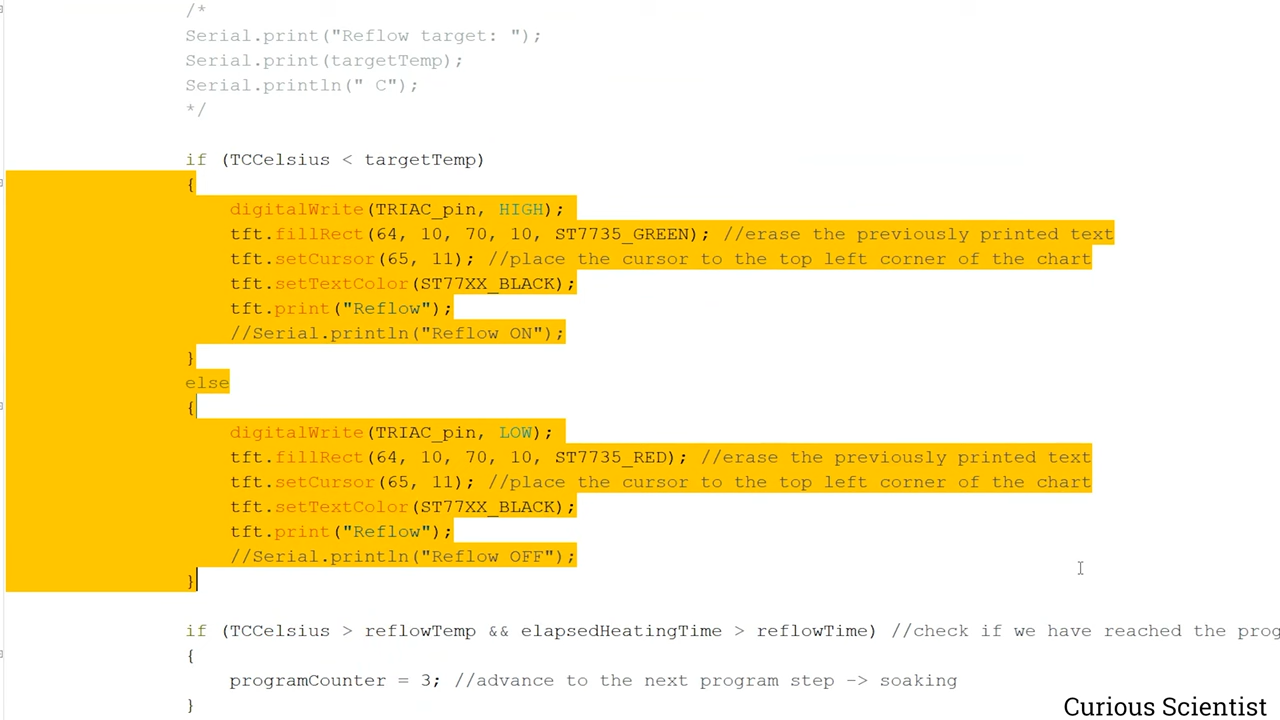 /*
Serial.print("Reflow target: ");
Serial.print(targetTemp);
Serial.println(" C");
*/
if (TCCelsius < targetTemp)
{
digitalWrite(TRIAC_pin, HIGH);
tft.fillRect(64, 10, 70, 10, ST7735_GREEN); //erase the previously printed text
tft.setCursor(65, 11); //place the cursor to the top left corner of the chart
tft.setTextColor(ST77XX_BLACK);
tft.print("Reflow");
//Serial.println("Reflow ON");
}
else
{
digitalWrite(TRIAC_pin, LOW);
tft.fillRect(64, 10, 70, 10, ST7735_RED); //erase the previously printed text
tft.setCursor(65, 11); //place the cursor to the top left corner of the chart
tft.setTextColor(ST77XX_BLACK);
tft.print("Reflow");
//Serial.println("Reflow OFF");
}
if (TCCelsius > reflowTemp && elapsedHeatingTime > reflowTime) //check if we have reached the prog
{
programCounter = 3; //advance to the next program step -> soaking
}
Curious Scientist